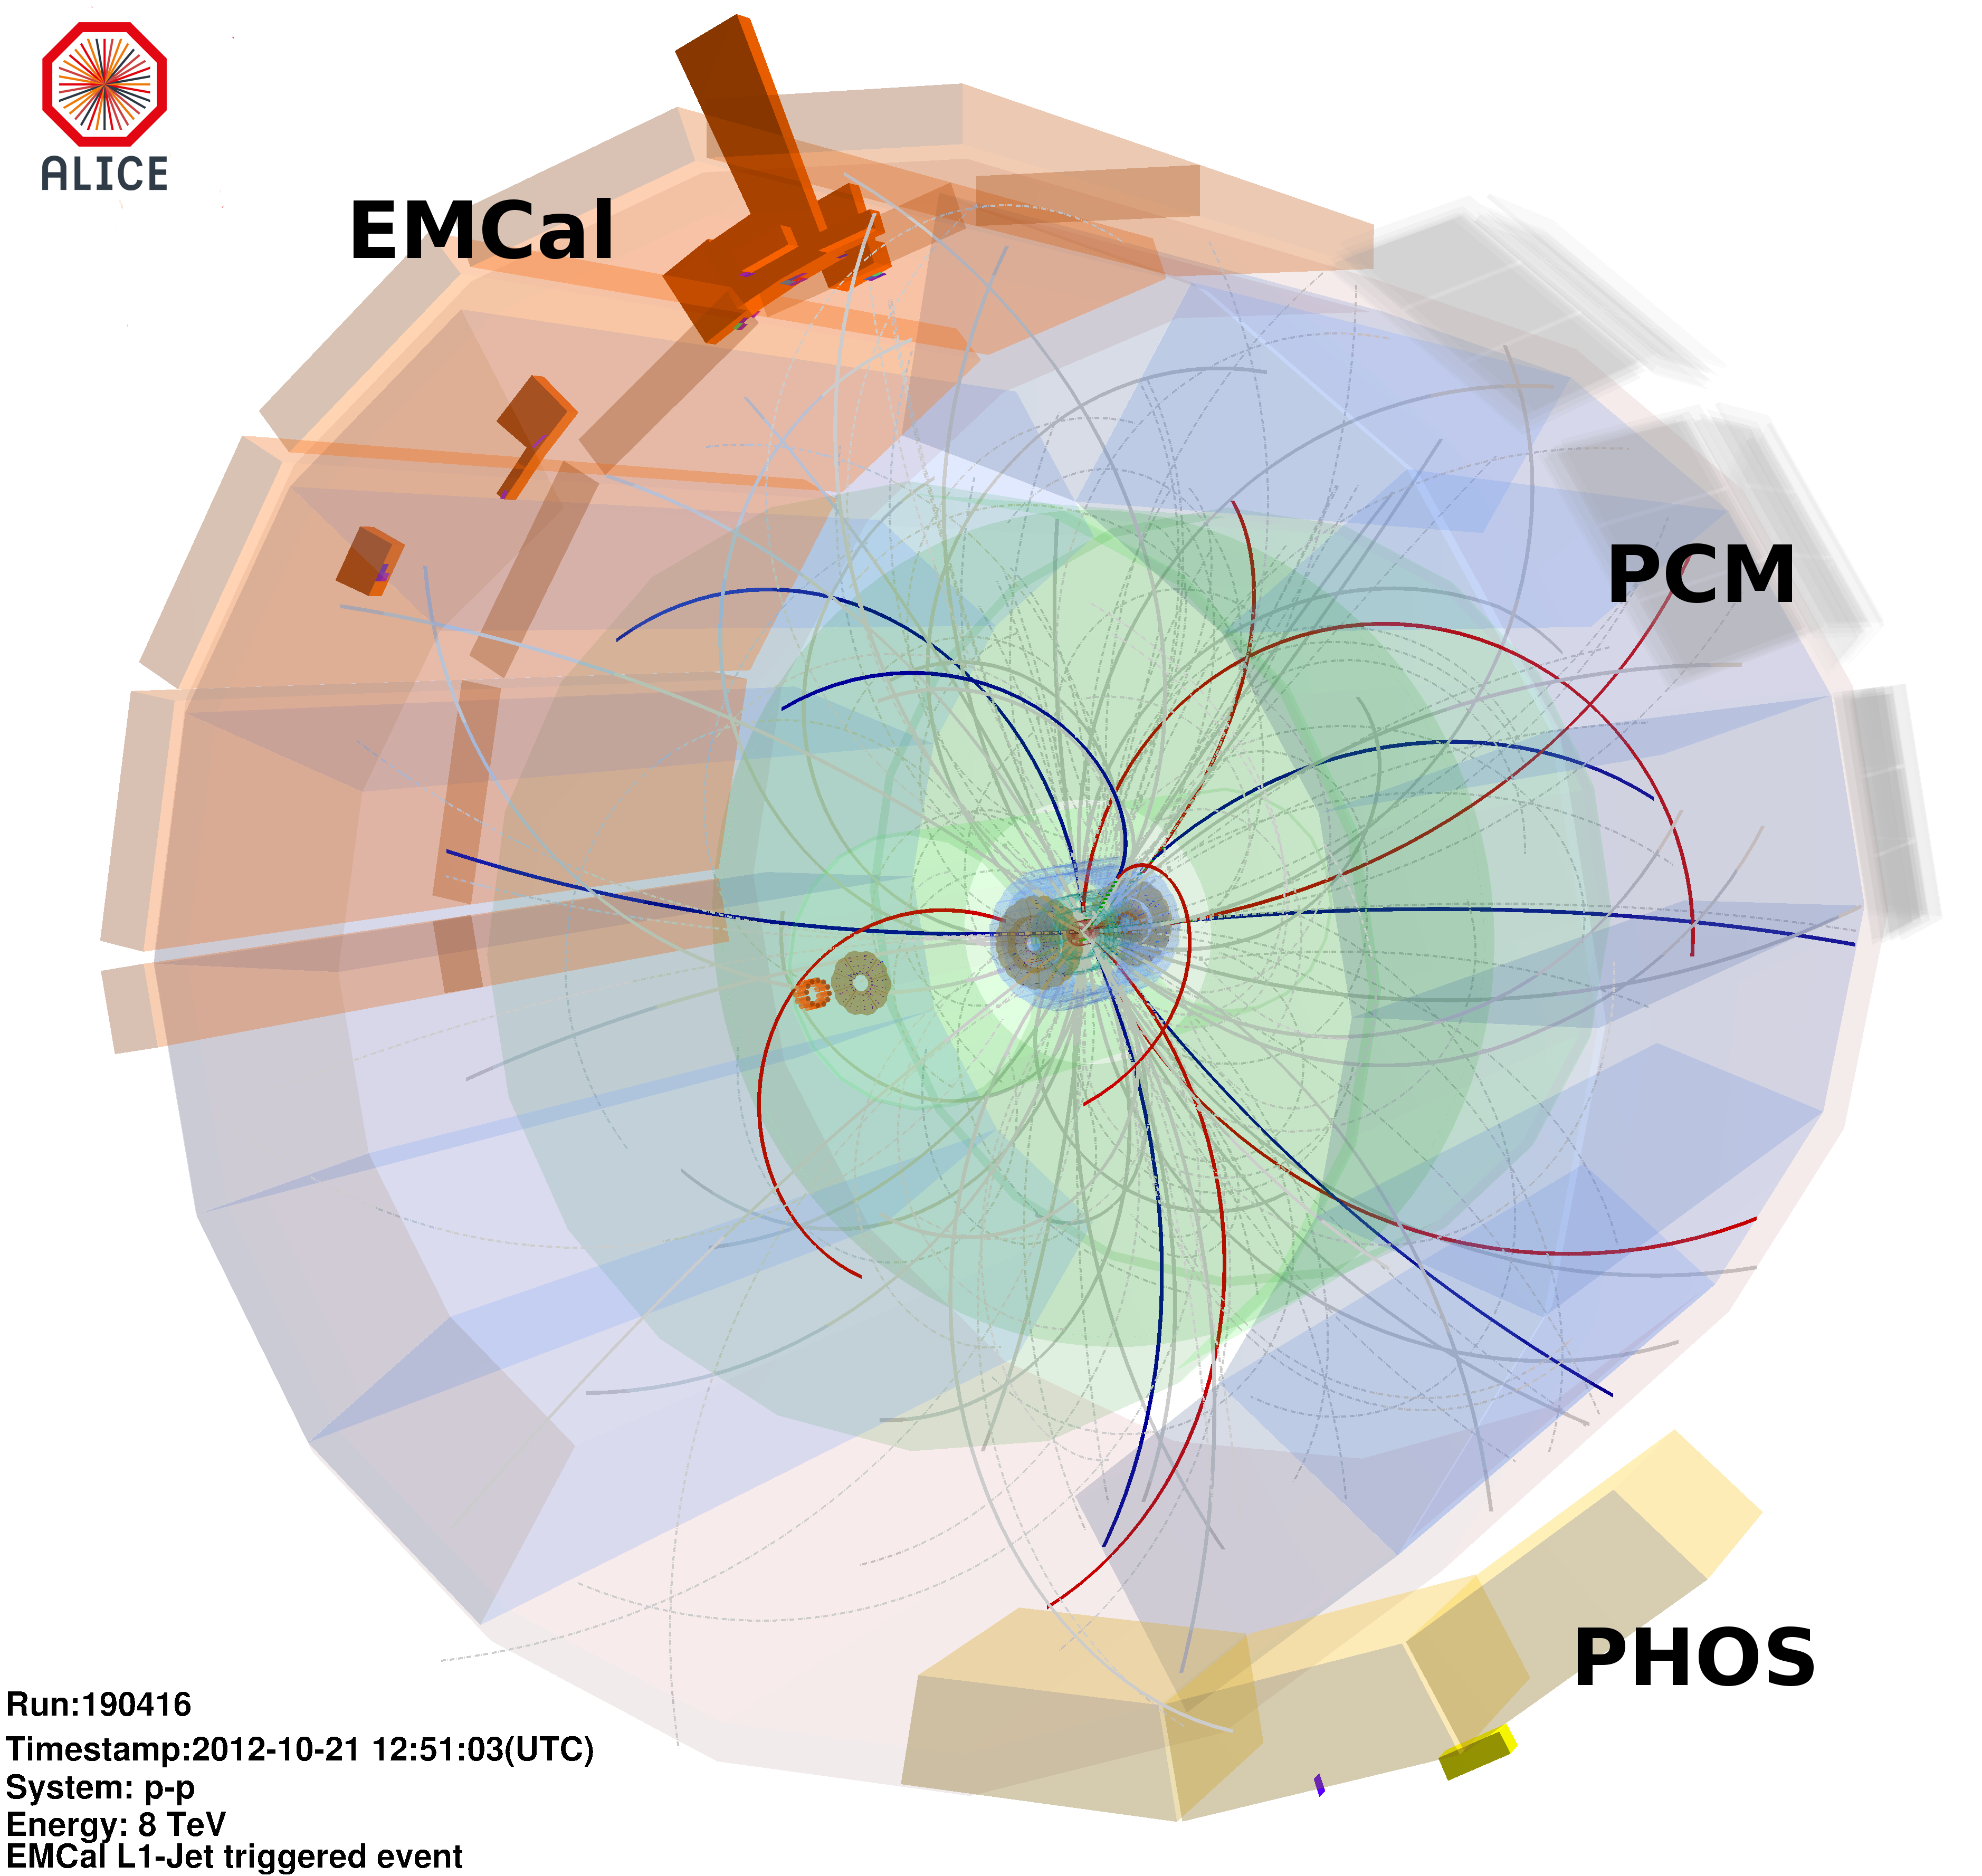 ALICE
EMCal
PCM
PHOS
Run:190416
Timestamp:2012-10-21 12:51:03(UTC)
System: p-p
Energy: 8 TeV
EMCal L1-Jet triggered event